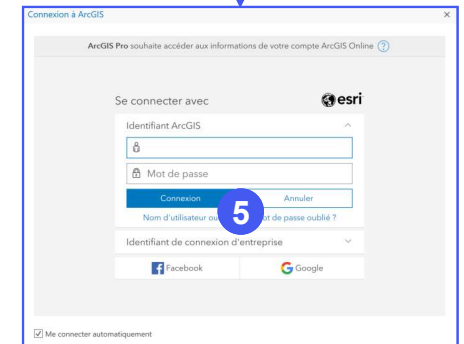 Connexion à ArcGIS
ArcGIS Pro souhaite accéder aux informations de votre compte ArcGIS Online ?
Se connecter avec esri
Identifiant ArcGIS
Mot de passe
Connexion Annuler
Nom d'utilisateur ou 5 ot de passe oublié ?
Identifiant de connexion d'entreprise
Facebook Google
Me connecter automatiquement